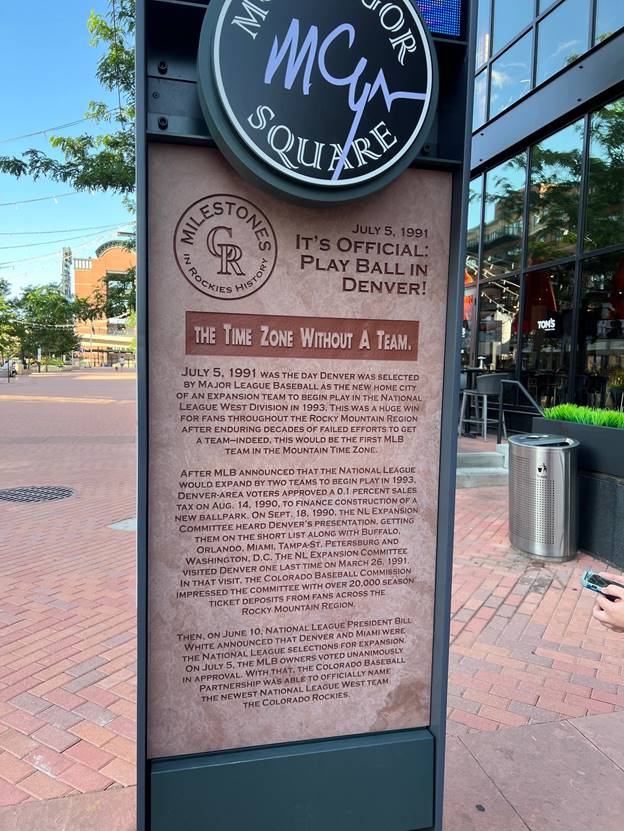 McGREGOR
McG
SQUARE
MILESTONES
CR
IN ROCKIES HISTORY
JULY 5, 1991
IT'S OFFICIAL:
PLAY BALL IN
DENVER!
THE TIME ZONE WITHOUT A TEAM.
JULY 5, 1991 WAS THE DAY DENVER WAS SELECTED
BY MAJOR LEAGUE BASEBALL AS THE NEW HOME CITY
OF AN EXPANSION TEAM TO BEGIN PLAY IN THE NATIONAL
LEAGUE WEST DIVISION IN 1993. THIS WAS A HUGE WIN
FOR FANS THROUGHOUT THE ROCKY MOUNTAIN REGION
AFTER ENDURING DECADES OF FAILED EFFORTS TO GET
A TEAM—INDEED, THIS WOULD BE THE FIRST MLB
TEAM IN THE MOUNTAIN TIME ZONE.
AFTER MLB ANNOUNCED THAT THE NATIONAL LEAGUE
WOULD EXPAND BY TWO TEAMS TO BEGIN PLAY IN 1993,
DENVER-AREA VOTERS APPROVED A 0.1 PERCENT SALES
TAX ON AUG. 14, 1990, TO FINANCE CONSTRUCTION OF A
NEW BALLPARK. ON SEPT. 18, 1990, THE NL EXPANSION
COMMITTEE HEARD DENVER'S PRESENTATION, GETTING
THEM ON THE SHORT LIST ALONG WITH BUFFALO,
ORLANDO, MIAMI, TAMPA-ST. PETERSBURG AND
WASHINGTON, D.C. THE NL EXPANSION COMMITTEE
VISITED DENVER ONE LAST TIME ON MARCH 26, 1991.
IN THAT VISIT, THE COLORADO BASEBALL COMMISSION
IMPRESSED THE COMMITTEE WITH OVER 20,000 SEASON
TICKET DEPOSITS FROM FANS ACROSS THE
ROCKY MOUNTAIN REGION.
THEN, ON JUNE 10, NATIONAL LEAGUE PRESIDENT BILL
WHITE ANNOUNCED THAT DENVER AND MIAMI WERE
THE NATIONAL LEAGUE SELECTIONS FOR EXPANSION.
ON JULY 5, THE MLB OWNERS VOTED UNANIMOUSLY
IN APPROVAL. WITH THAT, THE COLORADO BASEBALL
PARTNERSHIP WAS ABLE TO OFFICIALLY NAME
THE NEWEST NATIONAL LEAGUE WEST TEAM
THE COLORADO ROCKIES.
TOM'S